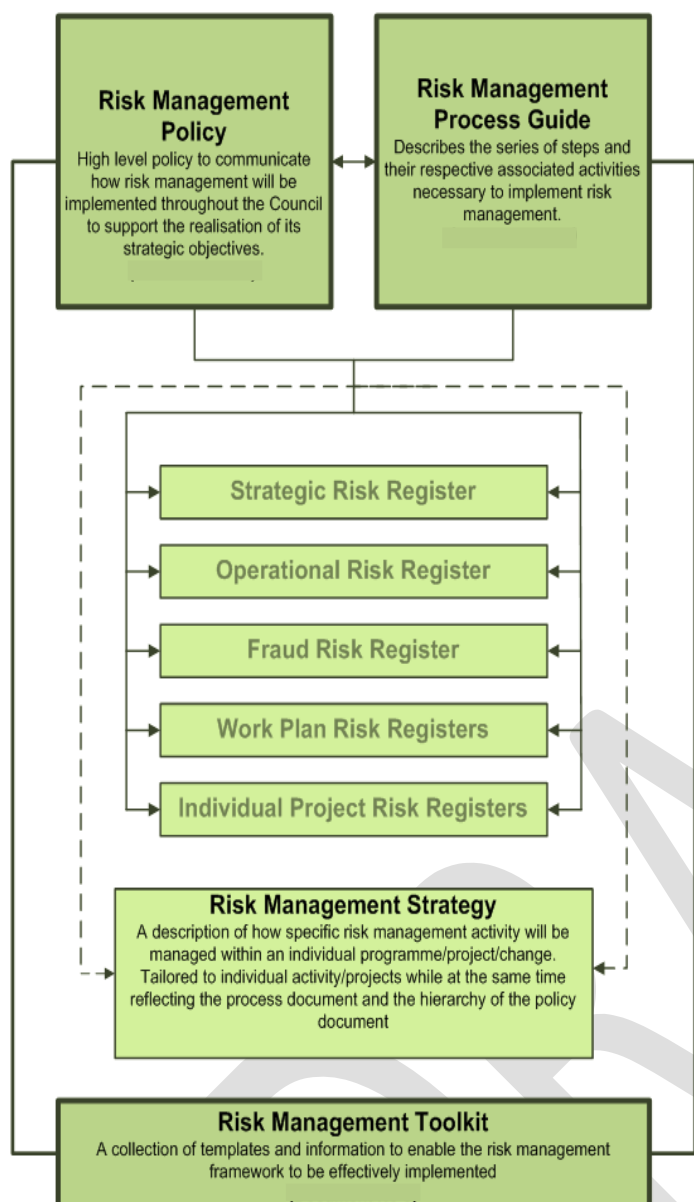 Risk Management
Policy
High level policy to communicate
how risk management will be
implemented throughout the Council
to support the realisation of its
strategic objectives.
Risk Management
Process Guide
Describes the series of steps and
their respective associated activities
necessary to implement risk
management.
Strategic Risk Register
Operational Risk Register
Fraud Risk Register
Work Plan Risk Registers
Individual Project Risk Registers
Risk Management Strategy
A description of how specific risk management activity will be
managed within an individual programme/project/change.
Tailored to individual activity/projects while at the same time
reflecting the process document and the hierarchy of the policy
document
Risk Management Toolkit
A collection of templates and information to enable the risk management
framework to be effectively implemented